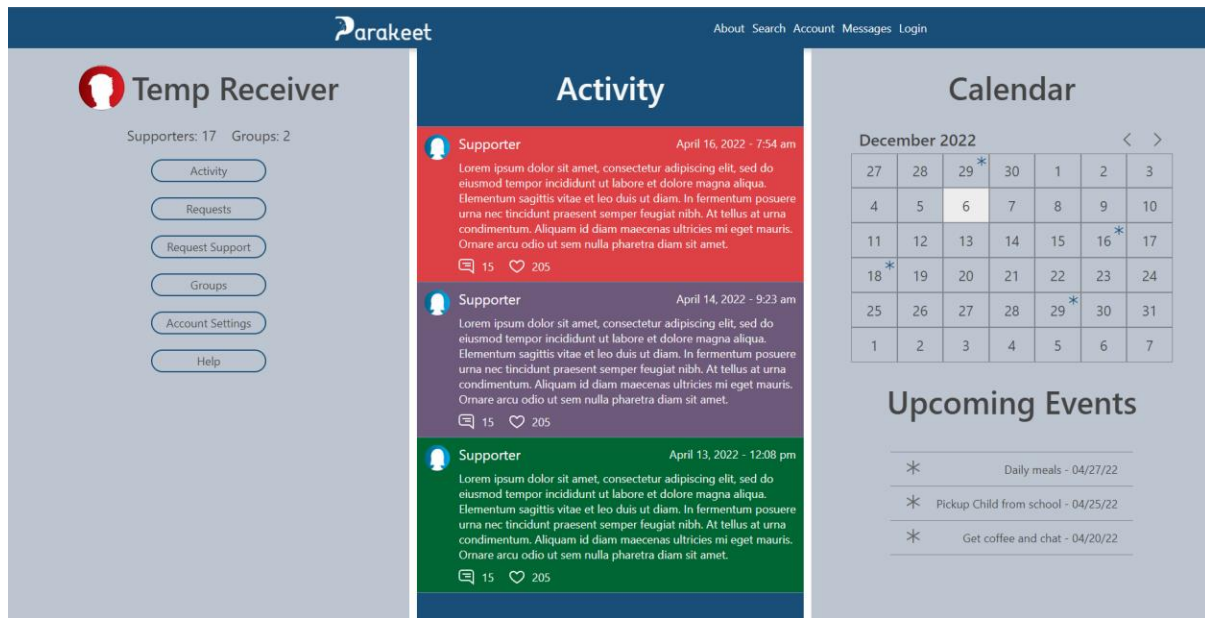 Parakeet
About Search Account Messages Login
Temp Receiver
Supporters: 17 Groups: 2
Activity
Requests
Request Support
Groups
Account Settings
Help
Activity
Supporter April 16, 2022 - 7:54 am
Lorem ipsum dolor sit amet, consectetur adipiscing elit, sed do
eiusmod tempor incididunt ut labore et dolore magna aliqua.
Elementum sagittis vitae et leo duis ut diam. In fermentum posuere
urna nec tincidunt praesent semper feugiat nibh. At tellus at urna
condimentum. Aliquam id diam maecenas ultricies mi eget mauris.
Ornare arcu odio ut sem nulla pharetra diam sit amet.
15 205
Supporter April 14, 2022 - 9:23 am
Lorem ipsum dolor sit amet, consectetur adipiscing elit, sed do
eiusmod tempor incididunt ut labore et dolore magna aliqua.
Elementum sagittis vitae et leo duis ut diam. In fermentum posuere
urna nec tincidunt praesent semper feugiat nibh. At tellus at urna
condimentum. Aliquam id diam maecenas ultricies mi eget mauris.
Ornare arcu odio ut sem nulla pharetra diam sit amet.
15 205
Supporter April 13, 2022 - 12:08 pm
Lorem ipsum dolor sit amet, consectetur adipiscing elit, sed do
eiusmod tempor incididunt ut labore et dolore magna aliqua.
Elementum sagittis vitae et leo duis ut diam. In fermentum posuere
urna nec tincidunt praesent semper feugiat nibh. At tellus at urna
condimentum. Aliquam id diam maecenas ultricies mi eget mauris.
Ornare arcu odio ut sem nulla pharetra diam sit amet.
15 205
Calendar
December 2022 < >
27 28 29* 30 1 2 3
4 5 6 7 8 9 10
11 12 13 14 15 16* 17
18* 19 20 21 22 23 24
25 26 27 28 29* 30 31
1 2 3 4 5 6 7
Upcoming Events
* Daily meals - 04/27/22
* Pickup Child from school - 04/25/22
* Get coffee and chat - 04/20/22